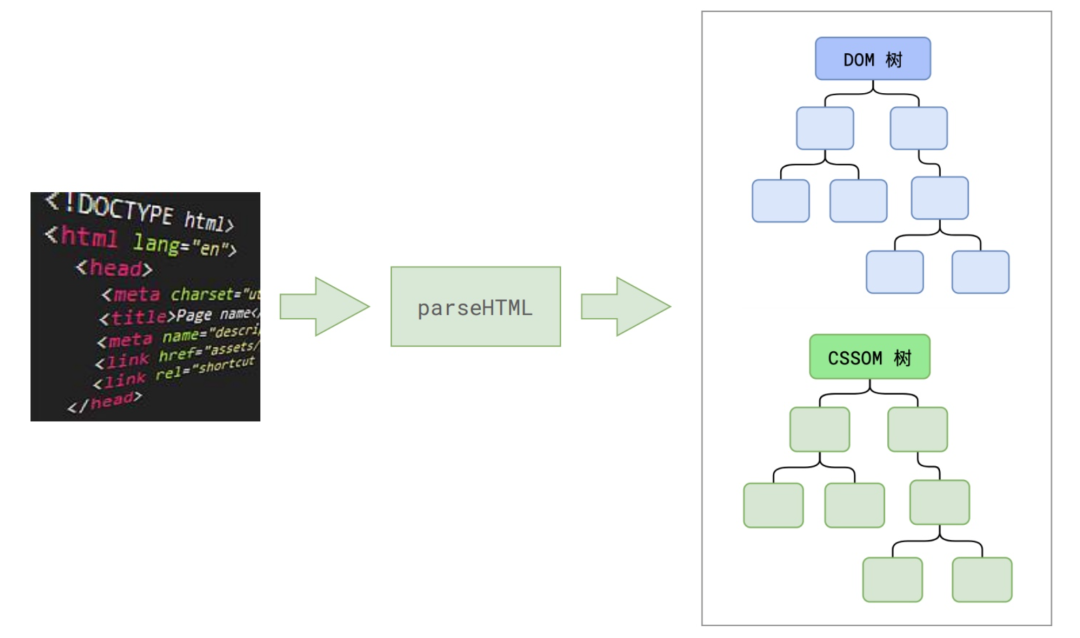 <!DOCTYPE html>
<html lang="en">
<head>
<meta charset="ut
<title>Page name</
<meta name="descri
<link href="assets/
<link rel="shortcut
</head>
parseHTML
DOM 树
CSSOM 树